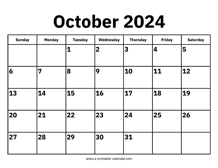 October 2024
Sunday Monday Tuesday Wednesday Thursday Friday Saturday
1 2 3 4 5
6 7 8 9 10 11 12
13 14 15 16 17 18 19
20 21 22 23 24 25 26
27 28 29 30 31
www.a-printable-calendar.com